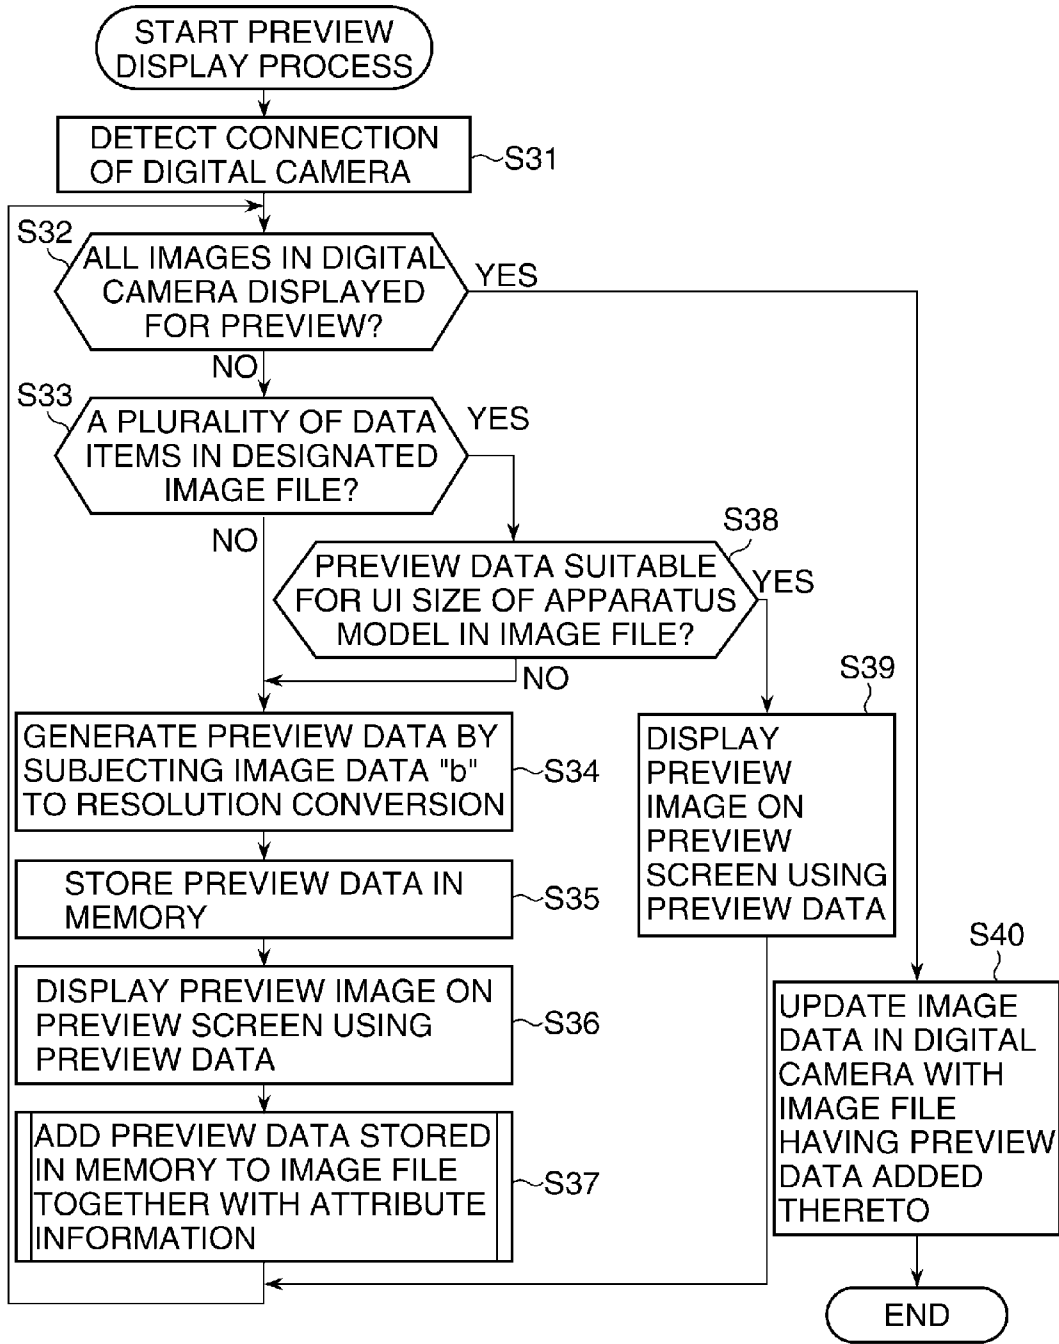 START PREVIEW
DISPLAY PROCESS
DETECT CONNECTION
OF DIGITAL CAMERA
S31
S32
ALL IMAGES IN DIGITAL
CAMERA DISPLAYED
FOR PREVIEW?
YES
NO
S33
A PLURALITY OF DATA
ITEMS IN DESIGNATED
IMAGE FILE?
YES
NO
S38
PREVIEW DATA SUITABLE
FOR UI SIZE OF APPARATUS
MODEL IN IMAGE FILE?
YES
NO
S39
DISPLAY
PREVIEW
IMAGE ON
PREVIEW
SCREEN USING
PREVIEW DATA
GENERATE PREVIEW DATA BY
SUBJECTING IMAGE DATA "b"
TO RESOLUTION CONVERSION
S34
STORE PREVIEW DATA IN
MEMORY
S35
DISPLAY PREVIEW IMAGE ON
PREVIEW SCREEN USING
PREVIEW DATA
S36
ADD PREVIEW DATA STORED
IN MEMORY TO IMAGE FILE
TOGETHER WITH ATTRIBUTE
INFORMATION
S37
S40
UPDATE IMAGE
DATA IN DIGITAL
CAMERA WITH
IMAGE FILE
HAVING PREVIEW
DATA ADDED
THERETO
END